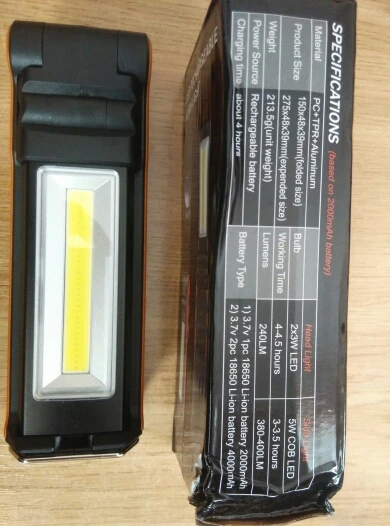 SPECIFICATIONS (based on 2000mAh battery)
Material PC+TPR+Aluminum
Product Size 150x48x39mm(folded size)
275x48x39mm(expended size)
Weight 213.5g(unit weight)
Power Source Rechargeable battery
Charging time about 4 hours
Head Light
Bulb 2x3W LED 5W COB LED
Working Time 4-4.5 hours 3-3.5 hours
Lumens 240LM 380-400LM
Battery Type 1) 3.7v 1pc 18650 Li-ion battery 2000mAh
2) 3.7v 2pc 18650 Li-ion battery 4000mAh